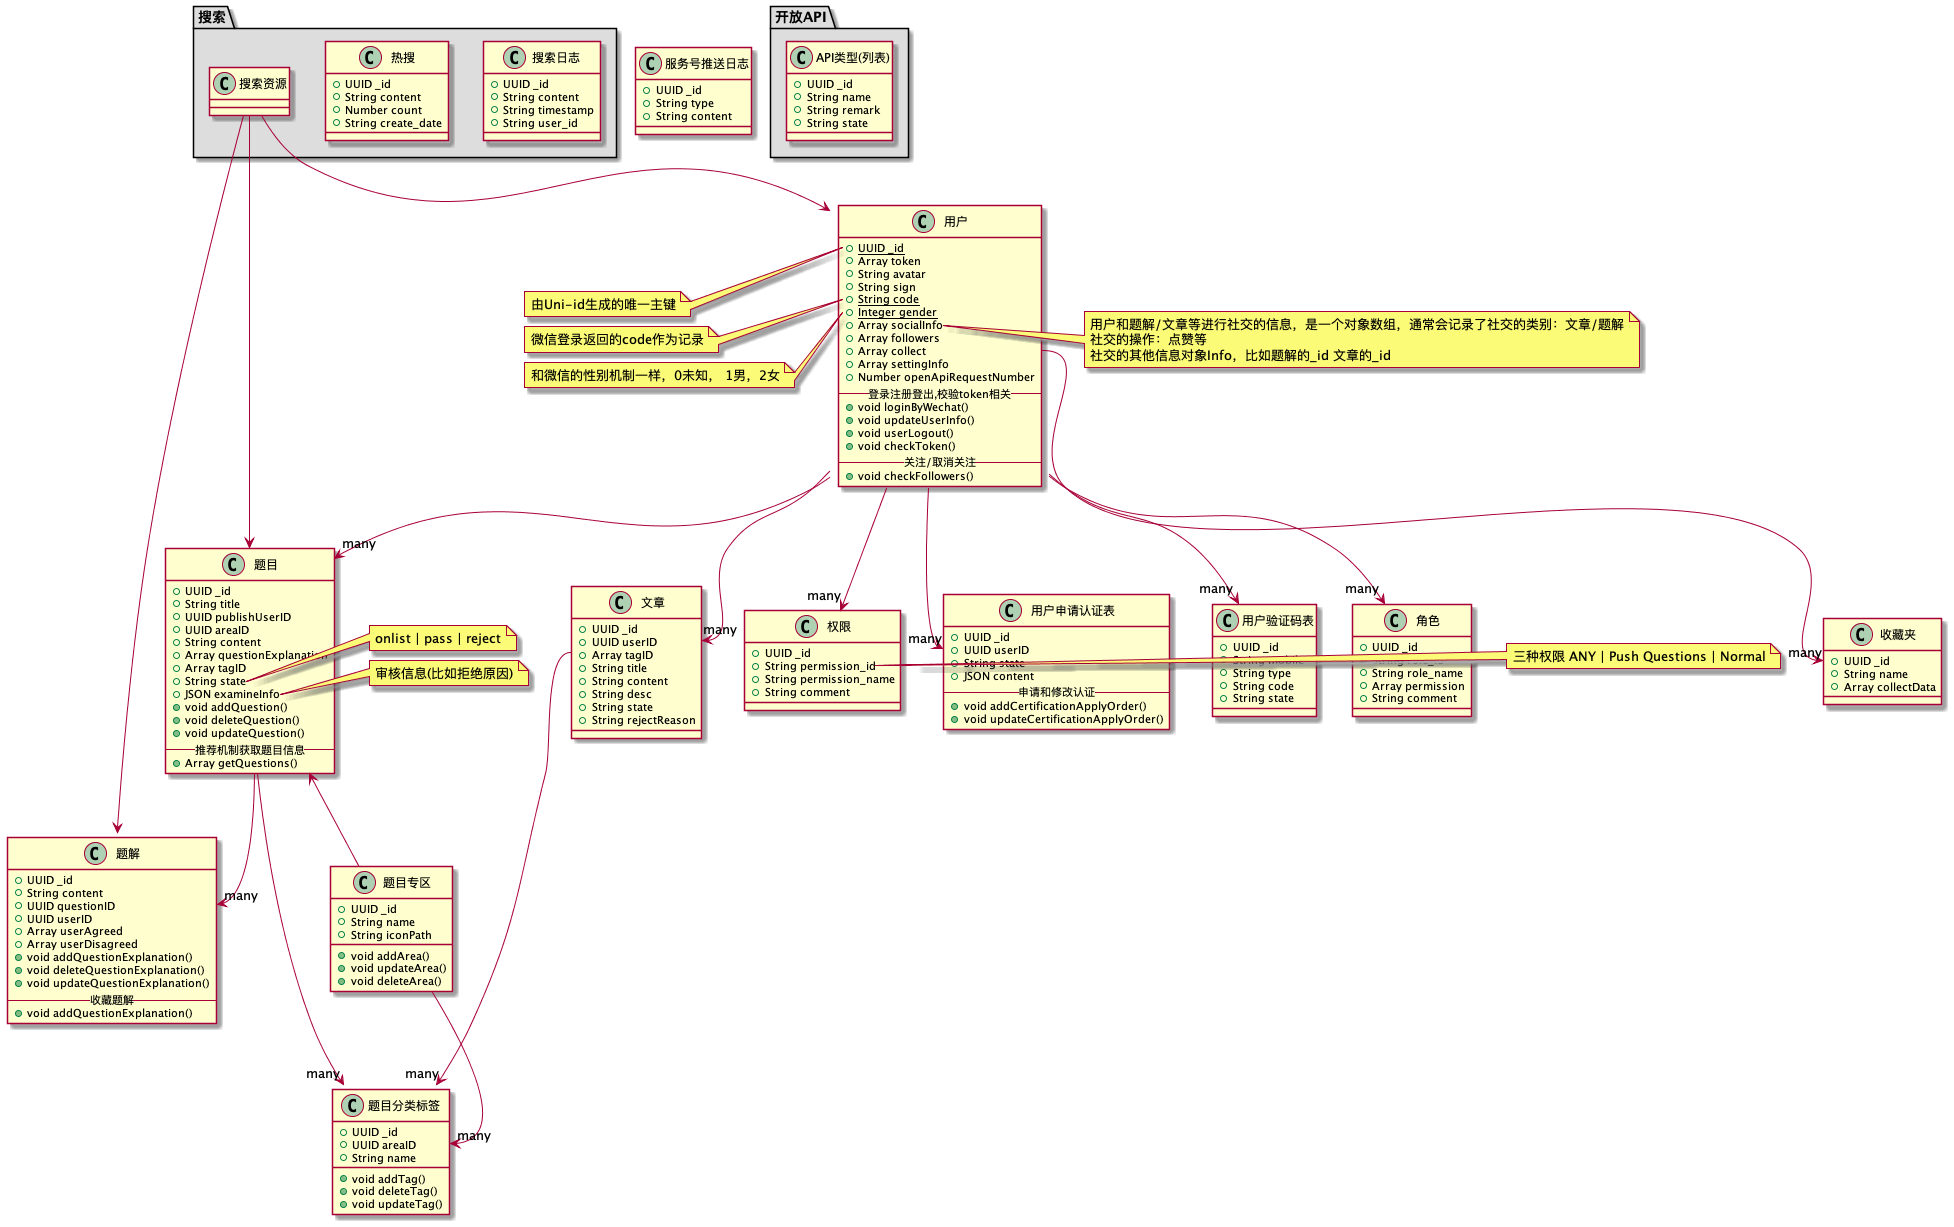 搜索
搜索资源
热搜
UUID _id
String content
Number count
String create_date
搜索日志
UUID _id
String content
String timestamp
String user_id
服务号推送日志
UUID _id
String type
String content
开放API
API类型(列表)
UUID _id
String name
String remark
String state
用户
UUID _id
Array token
String avatar
String sign
String code
Integer gender
Array socialInfo
Array followers
Array collect
Array settingInfo
Number openApiRequestNumber
登录注册登出,校验token相关
void loginByWechat()
void updateUserInfo()
void userLogout()
void checkToken()
关注/取消关注
void checkFollowers()
由Uni-id生成的唯一主键
微信登录返回的code作为记录
和微信的性别机制一样，0未知， 1男，2女
用户和题解/文章等进行社交的信息，是一个对象数组，通常会记录了社交的类别：文章/题解
社交的操作：点赞等
社交的其他信息对象Info，比如题解的_id 文章的_id
many
题目
UUID _id
String title
UUID publishUserID
UUID areaID
String content
Array questionExplanation
Array tagID
String state
JSON examineInfo
void addQuestion()
void deleteQuestion()
void updateQuestion()
推荐机制获取题目信息
Array getQuestions()
onlist | pass | reject
审核信息(比如拒绝原因)
文章
UUID _id
UUID userID
Array tagID
String title
String content
String desc
String state
String rejectReason
many
many
权限
UUID _id
String permission_id
String permission_name
String comment
many
用户申请认证表
UUID _id
UUID userID
String state
JSON content
申请和修改认证
void addCertificationApplyOrder()
void updateCertificationApplyOrder()
many
用户验证码表
UUID _id
String type
String code
String state
many
角色
UUID _id
String role_name
Array permission
String comment
三种权限 ANY | Push Questions | Normal
many
收藏夹
UUID _id
String name
Array collectData
题解
UUID _id
String content
UUID questionID
UUID userID
Array userAgreed
Array userDisagreed
void addQuestionExplanation()
void deleteQuestionExplanation()
void updateQuestionExplanation()
收藏题解
void addQuestionExplanation()
many
题目专区
UUID _id
String name
String iconPath
void addArea()
void updateArea()
void deleteArea()
many
many
many
题目分类标签
UUID _id
UUID areaID
String name
void addTag()
void deleteTag()
void updateTag()